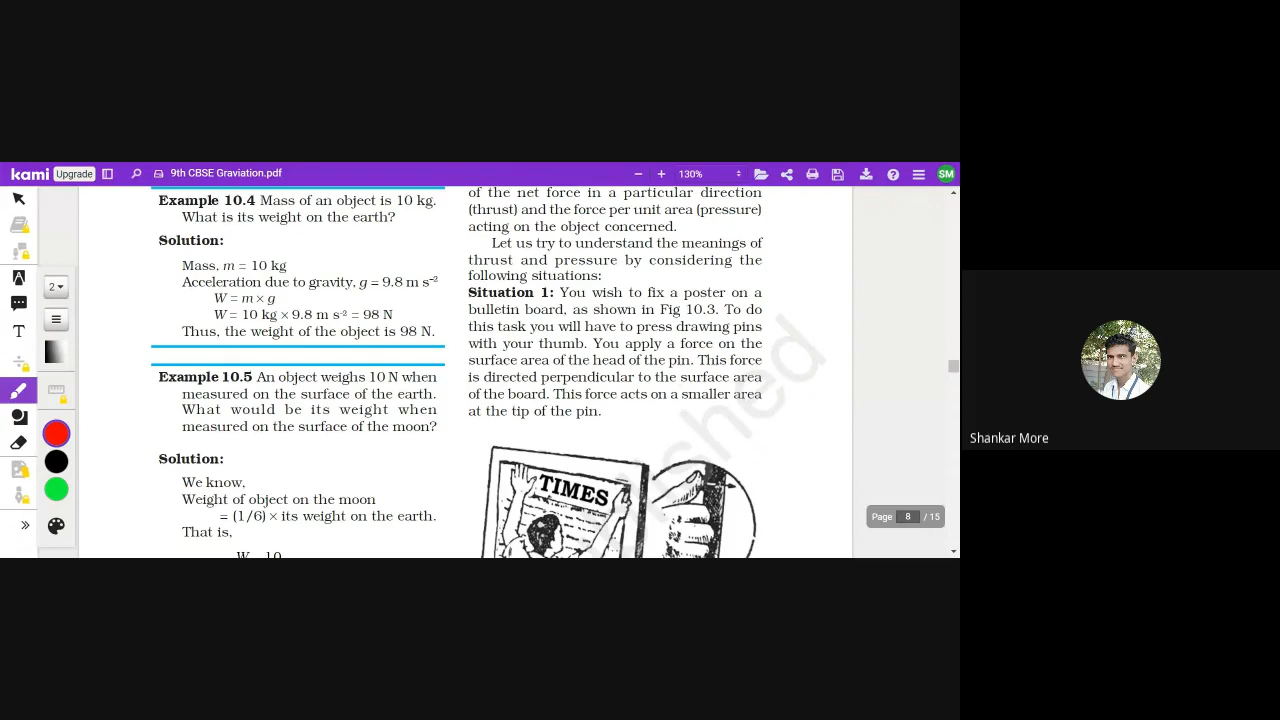 kami Upgrade 9th CBSE Graviation.pdf 130% SM
Example 10.4 Mass of an object is 10 kg.
What is its weight on the earth?
Solution:
Mass, m = 10 kg
Acceleration due to gravity, g = 9.8 m s⁻²
W = m × g
W = 10 kg × 9.8 m s⁻² = 98 N
Thus, the weight of the object is 98 N.
Example 10.5 An object weighs 10 N when
measured on the surface of the earth.
What would be its weight when
measured on the surface of the moon?
Solution:
We know,
Weight of object on the moon
= (1/6) × its weight on the earth.
That is,
W 10
of the net force in a particular direction
(thrust) and the force per unit area (pressure)
acting on the object concerned.
Let us try to understand the meanings of
thrust and pressure by considering the
following situations:
Situation 1: You wish to fix a poster on a
bulletin board, as shown in Fig 10.3. To do
this task you will have to press drawing pins
with your thumb. You apply a force on the
surface area of the head of the pin. This force
is directed perpendicular to the surface area
of the board. This force acts on a smaller area
at the tip of the pin.
TIMES
2
T
Page 8 / 15
Shankar More